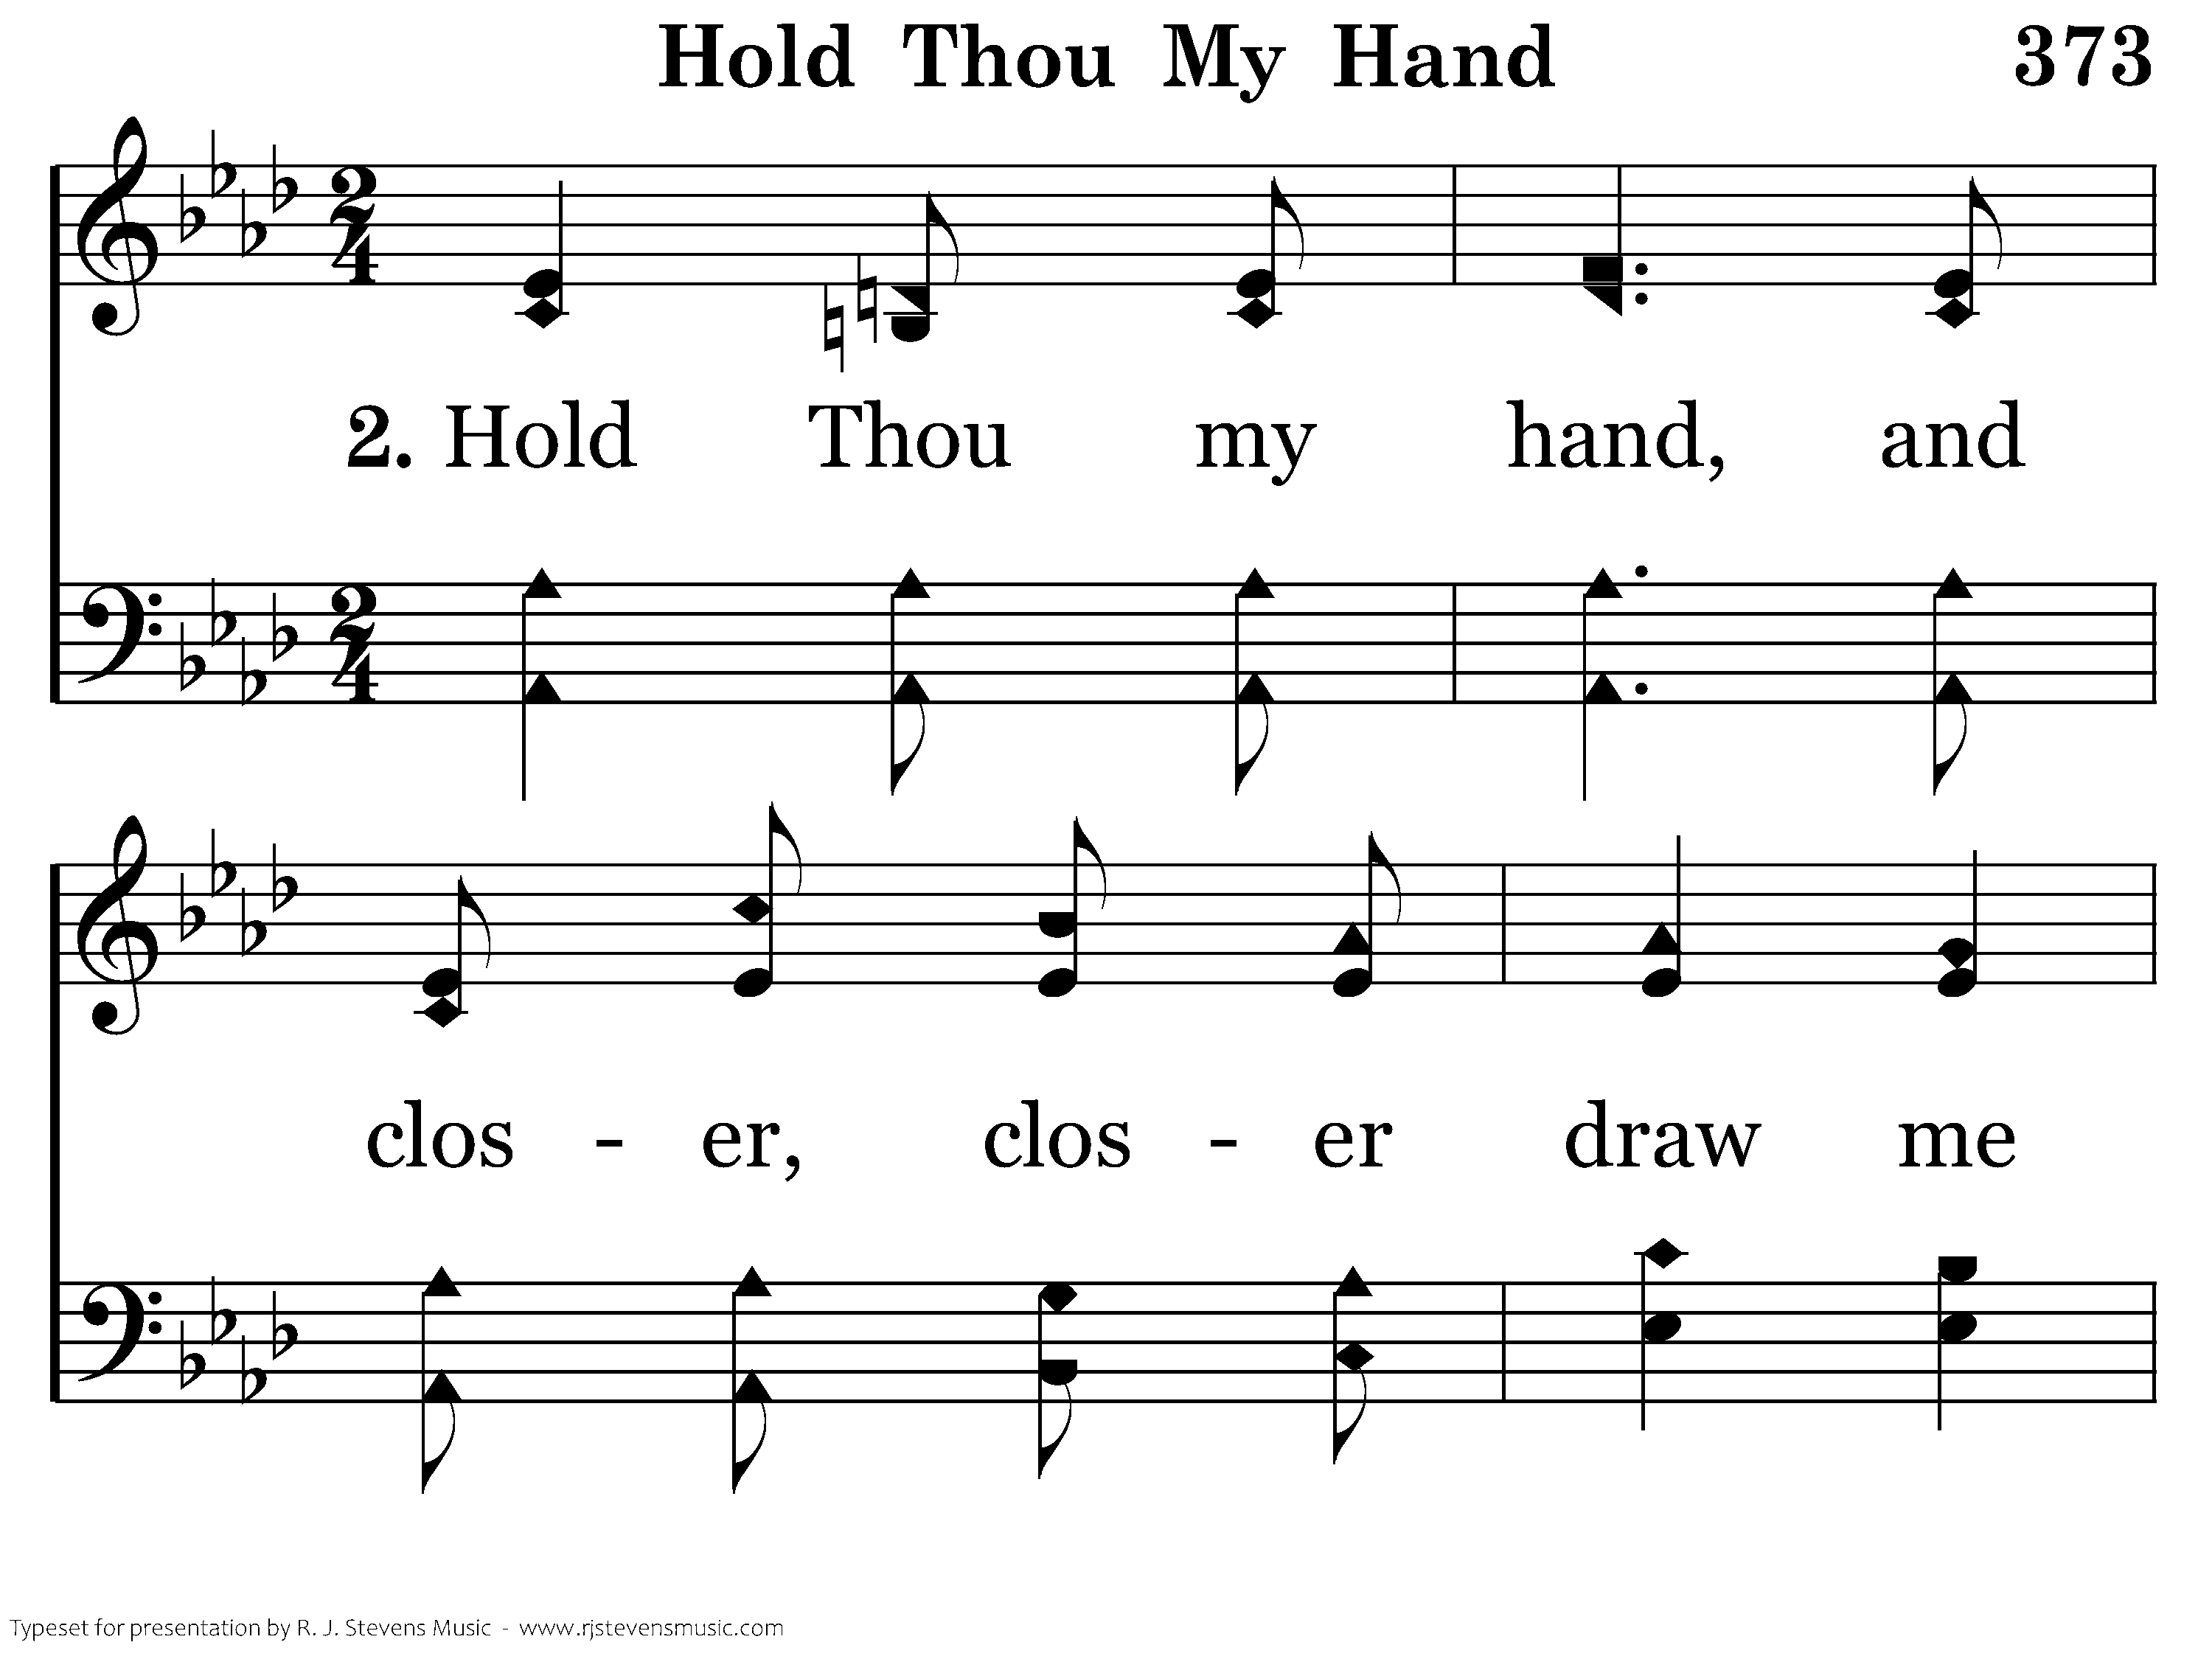 Hold Thou My Hand 373
2. Hold Thou my hand, and
clos - er, clos - er draw me
Typeset for presentation by R. J. Stevens Music - www.rjstevensmusic.com